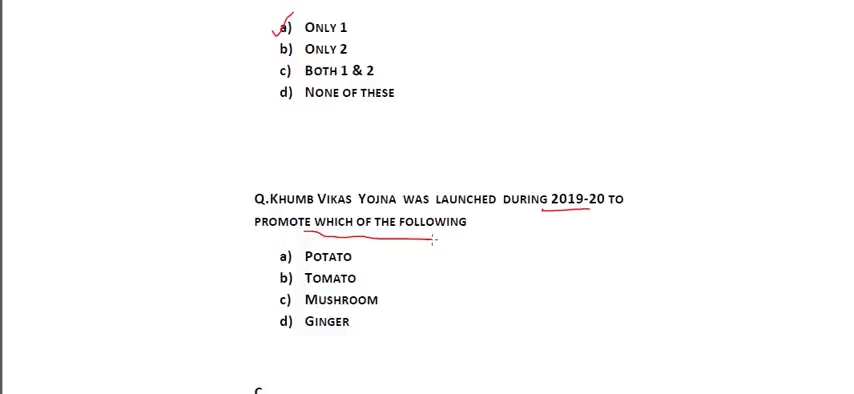 a) ONLY 1
b) ONLY 2
c) BOTH 1 & 2
d) NONE OF THESE
Q.KHUMB VIKAS YOJNA WAS LAUNCHED DURING 2019-20 TO
PROMOTE WHICH OF THE FOLLOWING
a) POTATO
b) TOMATO
c) MUSHROOM
d) GINGER